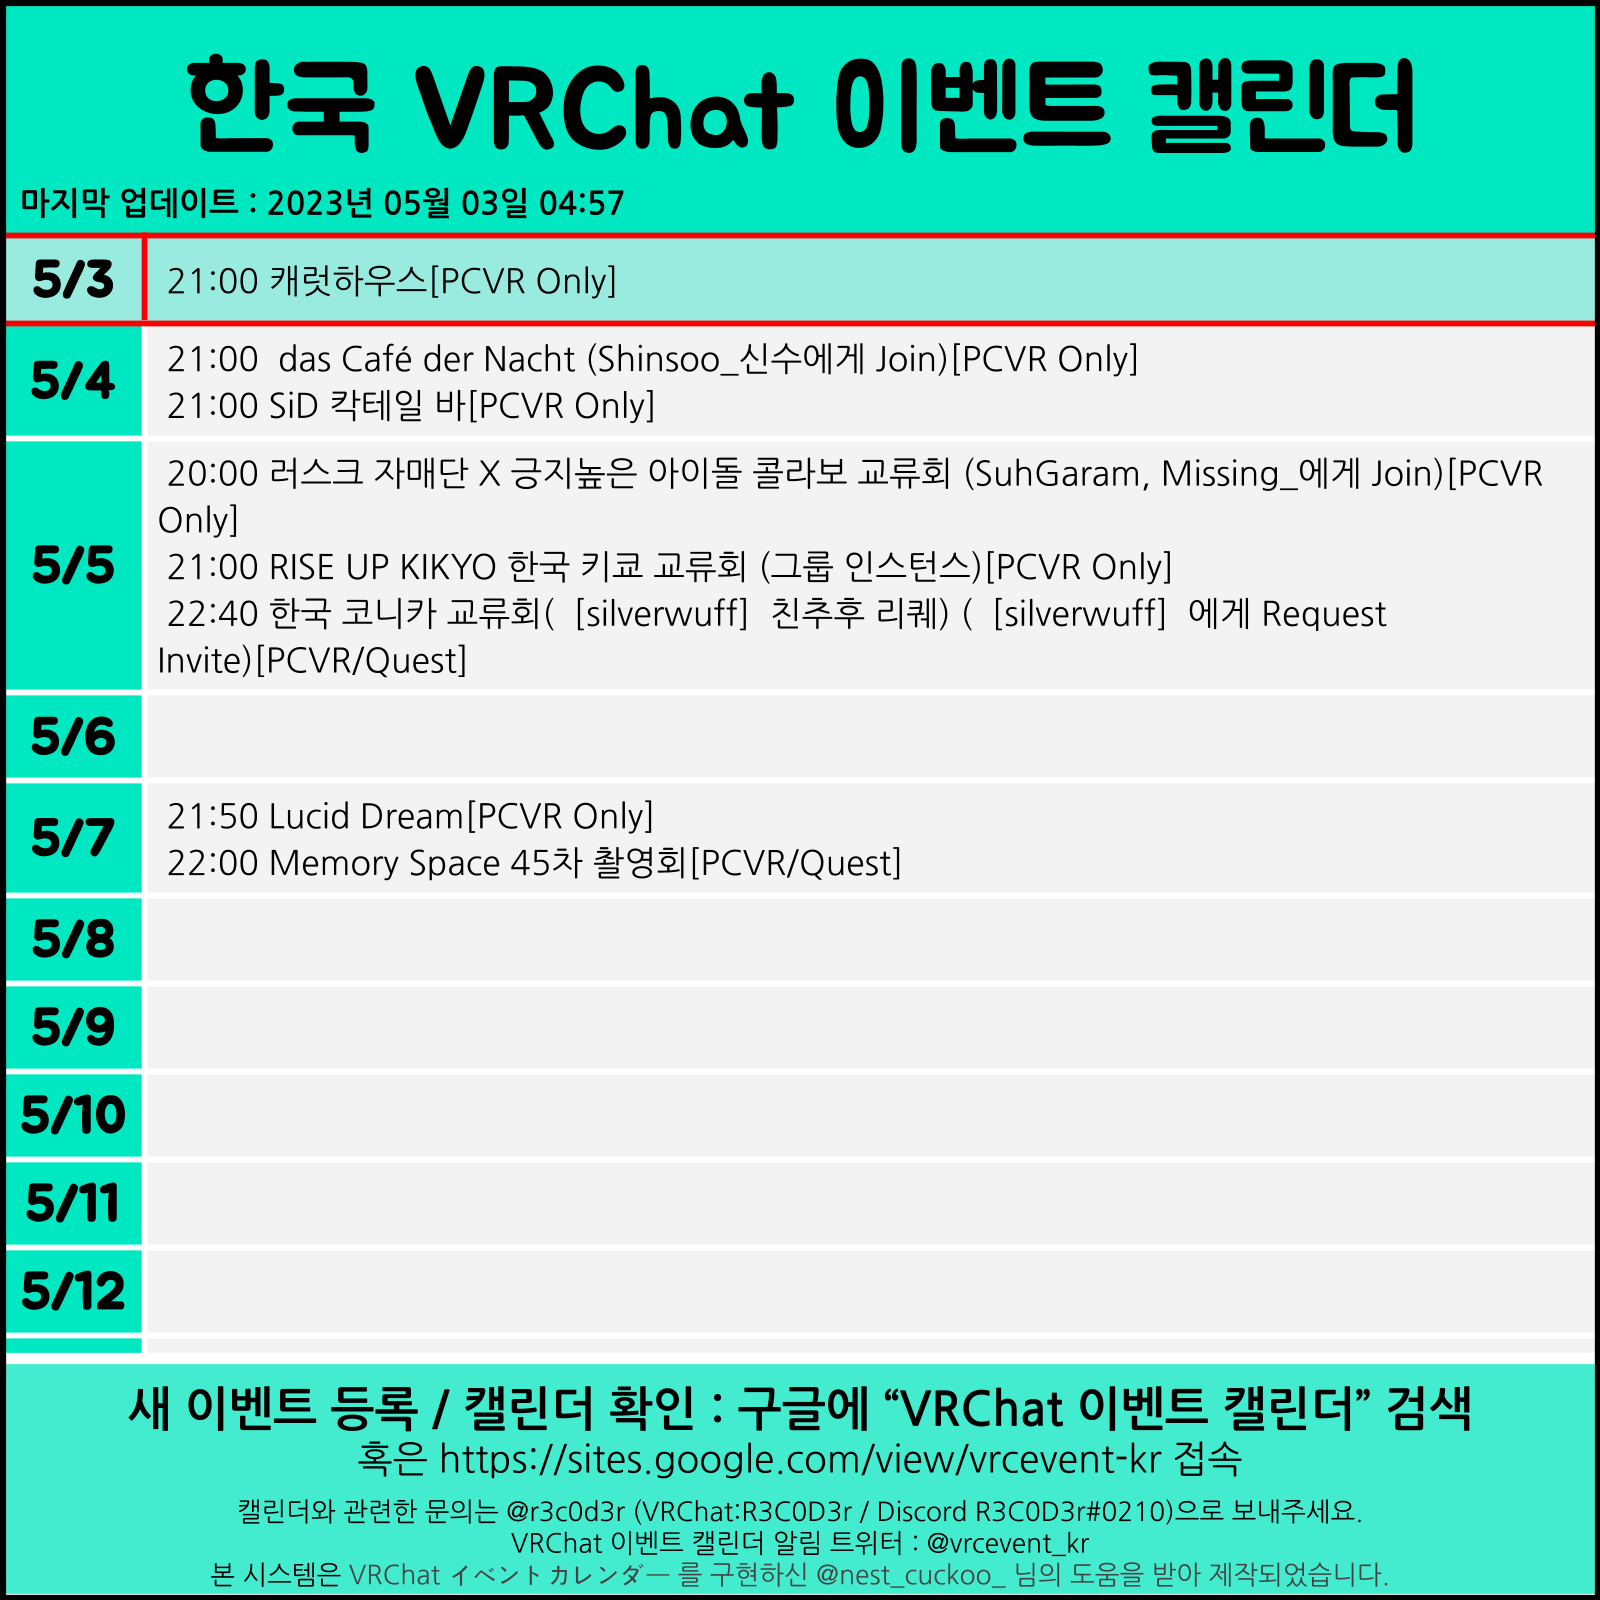 한국 VRChat 이벤트 캘린더
마지막 업데이트 : 2023년 05월 03일 04:57
5/3
21:00 캐럿하우스[PCVR Only]
5/4
21:00  das Café der Nacht (Shinsoo_신수에게 Join)[PCVR Only]
21:00 SiD 칵테일 바[PCVR Only]
5/5
20:00 러스크 자매단 X 긍지높은 아이돌 콜라보 교류회 (SuhGaram, Missing_에게 Join)[PCVR
Only]
21:00 RISE UP KIKYO 한국 키쿄 교류회 (그룹 인스턴스)[PCVR Only]
22:40 한국 코니카 교류회(  [silverwuff]  친추후 리퀘) (  [silverwuff]  에게 Request
Invite)[PCVR/Quest]
5/6
5/7
21:50 Lucid Dream[PCVR Only]
22:00 Memory Space 45차 촬영회[PCVR/Quest]
5/8
5/9
5/10
5/11
5/12
새 이벤트 등록 / 캘린더 확인 : 구글에 “VRChat 이벤트 캘린더” 검색
혹은 https://sites.google.com/view/vrcevent-kr 접속
캘린더와 관련한 문의는 @r3c0d3r (VRChat:R3C0D3r / Discord R3C0D3r#0210)으로 보내주세요.
VRChat 이벤트 캘린더 알림 트위터 : @vrcevent_kr
본 시스템은 VRChat イベントカレンダー 를 구현하신 @nest_cuckoo_ 님의 도움을 받아 제작되었습니다.